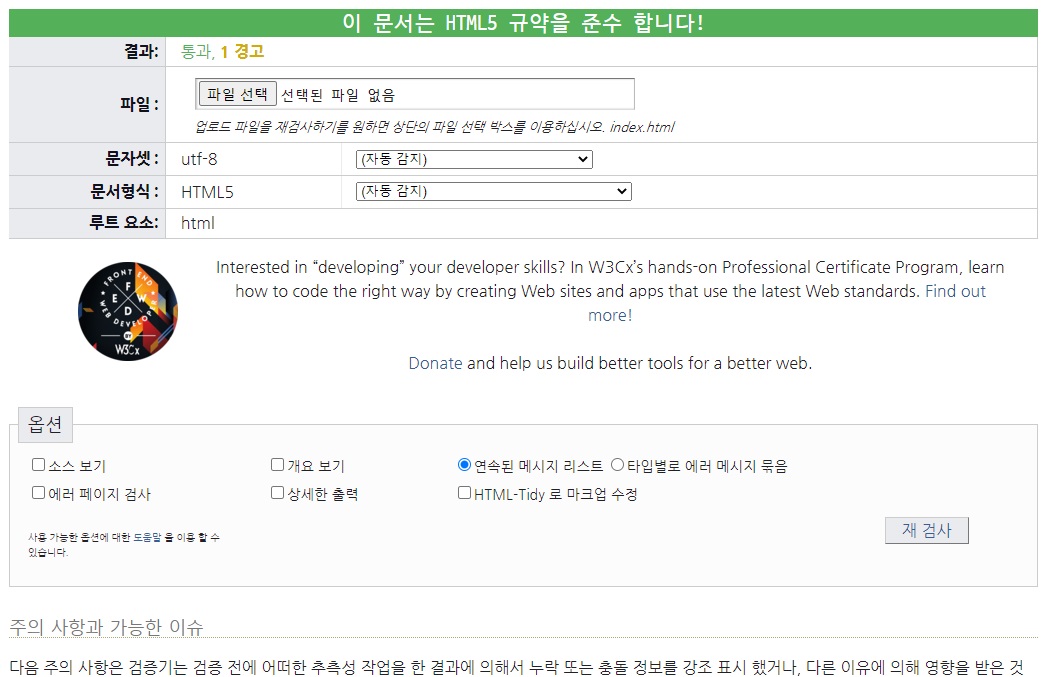 이 문서는 HTML5 규약을 준수 합니다!
결과: 통과, 1 경고
파일 : 파일 선택 선택된 파일 없음
업로드 파일을 재검사하기를 원하면 상단의 파일 선택 박스를 이용하십시오. index.html
문자셋 : utf-8 (자동 감지)
문서형식 : HTML5 (자동 감지)
루트 요소: html
FRONT END
WEB DEVELOPER
F E W D
W3Cx
Interested in “developing” your developer skills? In W3Cx’s hands-on Professional Certificate Program, learn
how to code the right way by creating Web sites and apps that use the latest Web standards. Find out
more!
Donate and help us build better tools for a better web.
옵션
소스 보기 개요 보기 연속된 메시지 리스트 타입별로 에러 메시지 묶음
에러 페이지 검사 상세한 출력 HTML-Tidy 로 마크업 수정
재 검사
사용 가능한 옵션에 대한 도움말 을 이용 할 수
있습니다.
주의 사항과 가능한 이슈
다음 주의 사항은 검증기는 검증 전에 어떠한 추측성 작업을 한 결과에 의해서 누락 또는 충돌 정보를 강조 표시 했거나, 다른 이유에 의해 영향을 받은 것